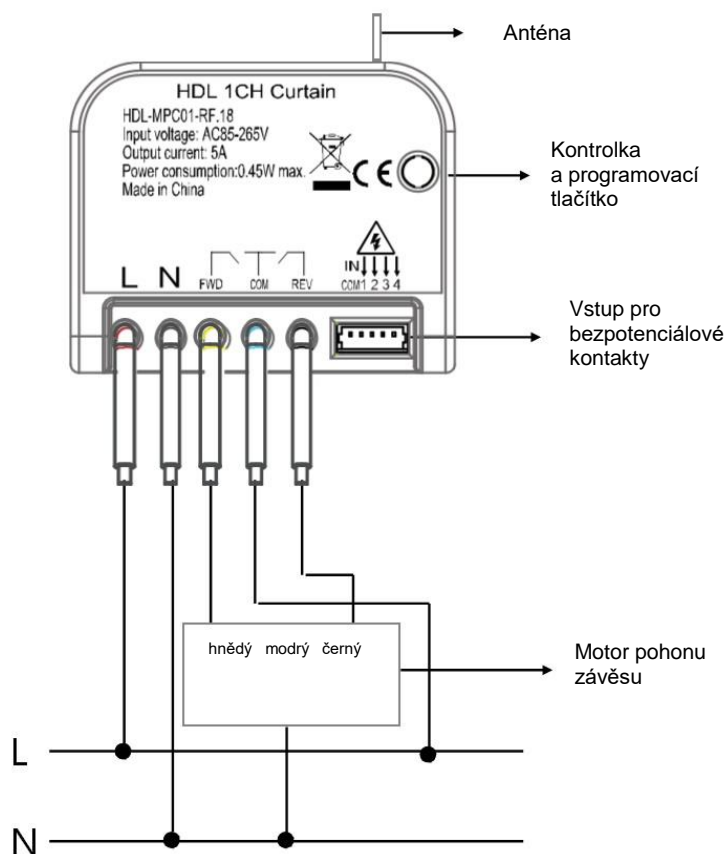 Anténa
HDL 1CH Curtain
HDL-MPC01-RF.18
Input voltage: AC85-265V
Output current: 5A
Power consumption:0.45W max.
Made in China
CE
Kontrolka
a programovací
tlačítko
L N FWD COM REV
IN
COM1 2 3 4
Vstup pro
bezpotenciálové
kontakty
hnědý modrý černý
Motor pohonu
závěsu
L
N